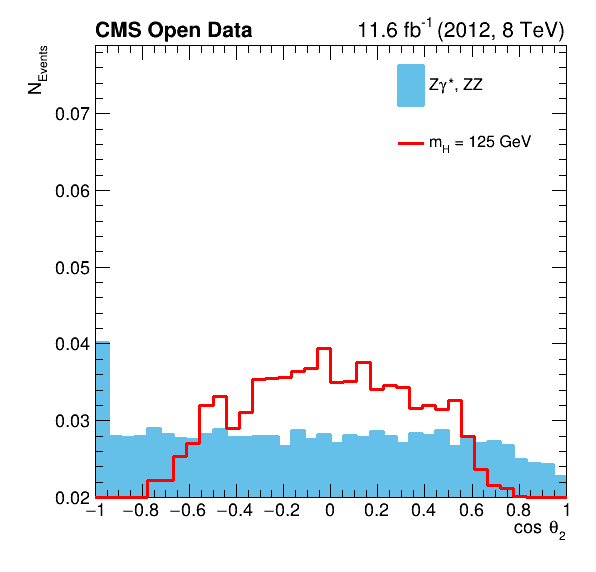 CMS Open Data 11.6 fb⁻¹ (2012, 8 TeV)
N_Events
Zγ*, ZZ
m_H = 125 GeV
0.07
0.06
0.05
0.04
0.03
0.02
−1 −0.8 −0.6 −0.4 −0.2 0 0.2 0.4 0.6 0.8 1
cos θ₂